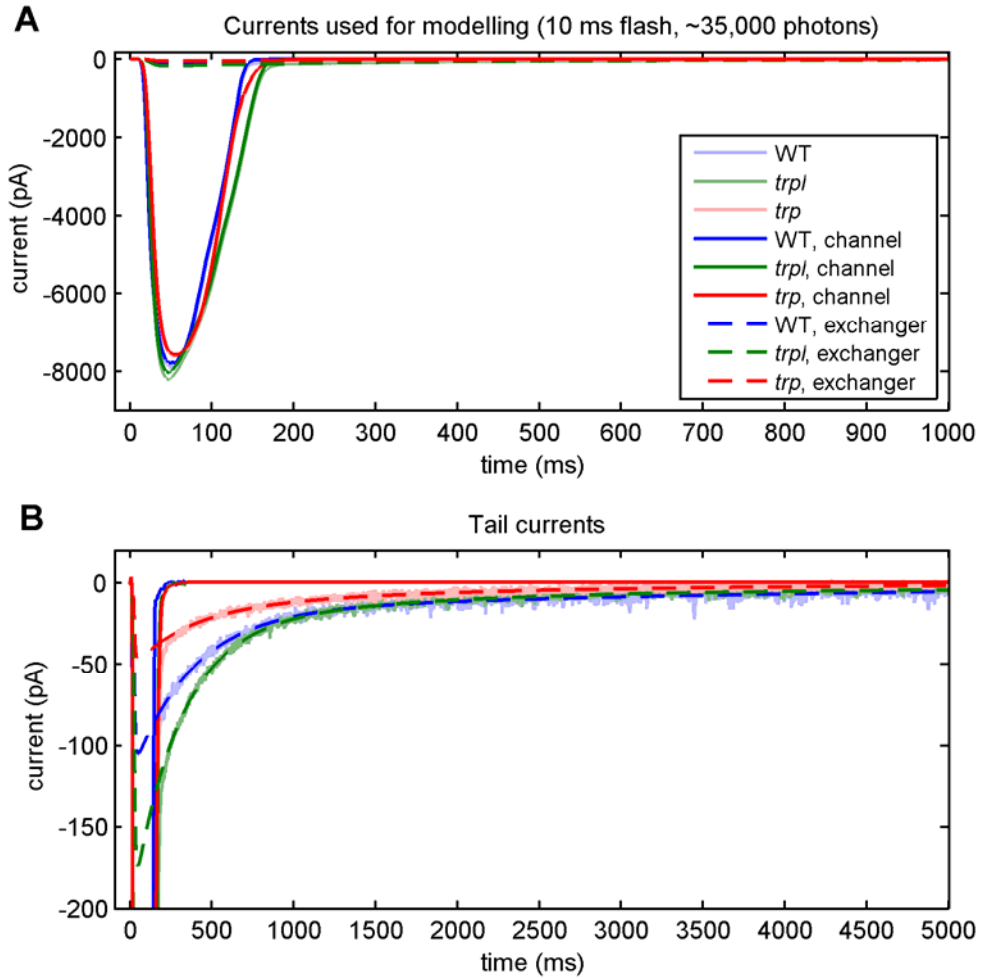 A
Currents used for modelling (10 ms flash, ~35,000 photons)
0
-2000
-4000
-6000
-8000
current (pA)
WT
trpl
trp
WT, channel
trpl, channel
trp, channel
WT, exchanger
trpl, exchanger
trp, exchanger
0 100 200 300 400 500 600 700 800 900 1000
time (ms)
B
Tail currents
0
-50
-100
-150
-200
current (pA)
0 500 1000 1500 2000 2500 3000 3500 4000 4500 5000
time (ms)